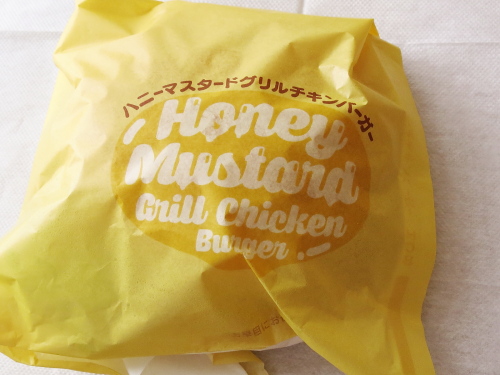 ハニーマスタードグリルチキンバーガー
Honey
Mustard
Grill Chicken
Burger